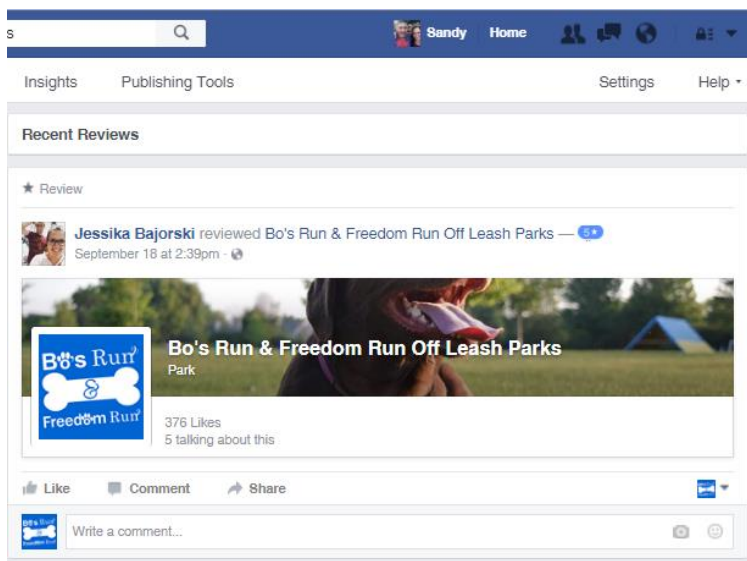 s
Sandy Home
Insights Publishing Tools Settings Help
Recent Reviews
Review
Jessika Bajorski reviewed Bo's Run & Freedom Run Off Leash Parks — 5★
September 18 at 2:39pm ·
Bo's Run
&
Freedom Run
Bo's Run & Freedom Run Off Leash Parks
Park
376 Likes
5 talking about this
Like Comment Share
Write a comment...